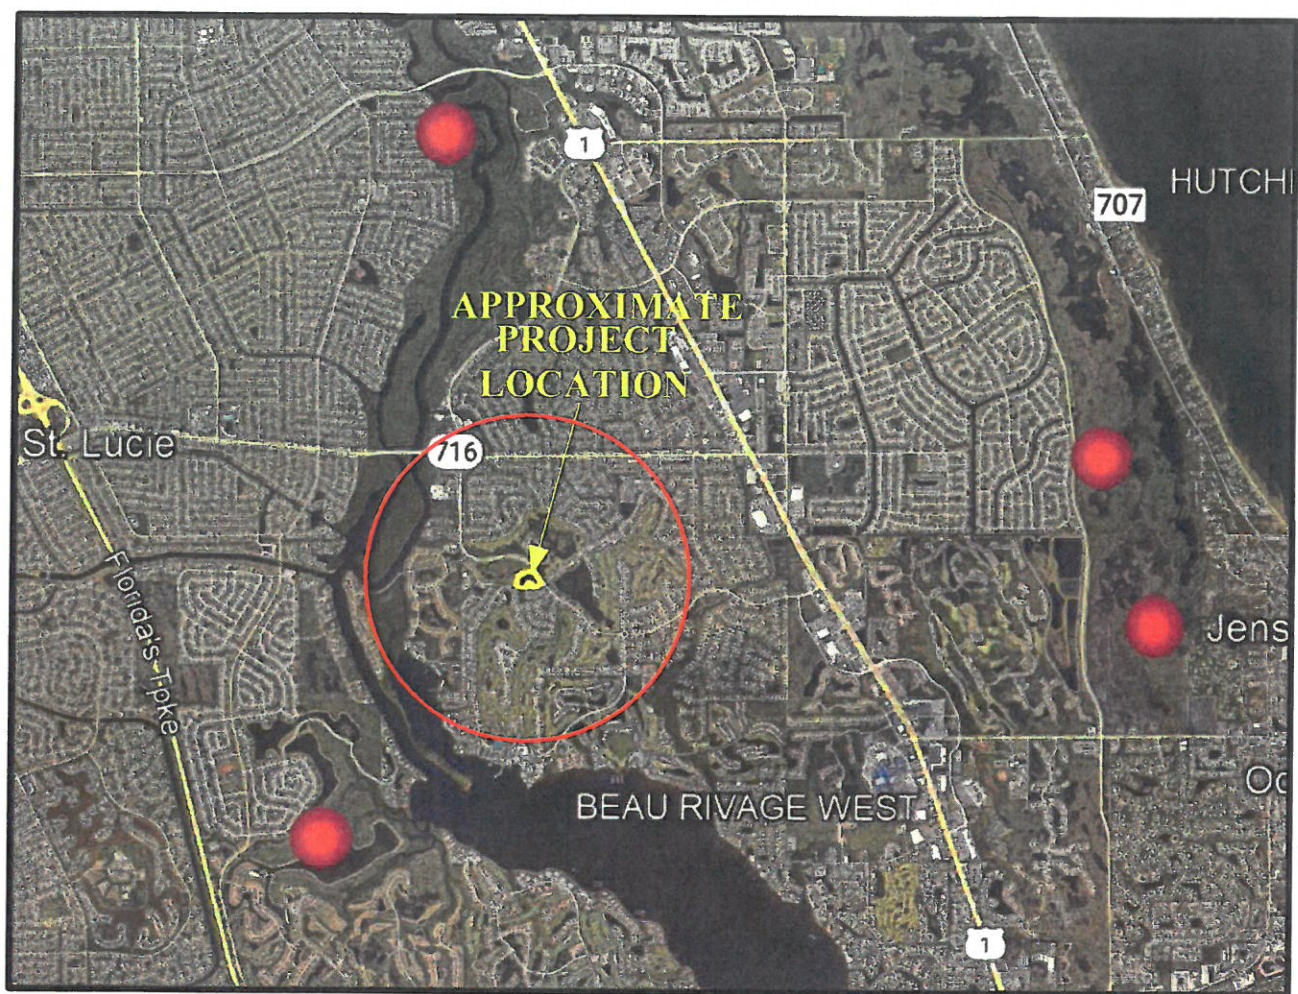 1
HUTCHI
707
APPROXIMATE
PROJECT
LOCATION
St. Lucie
716
Florida's Tpke
Jens
Oc
BEAU RIVAGE WEST
1